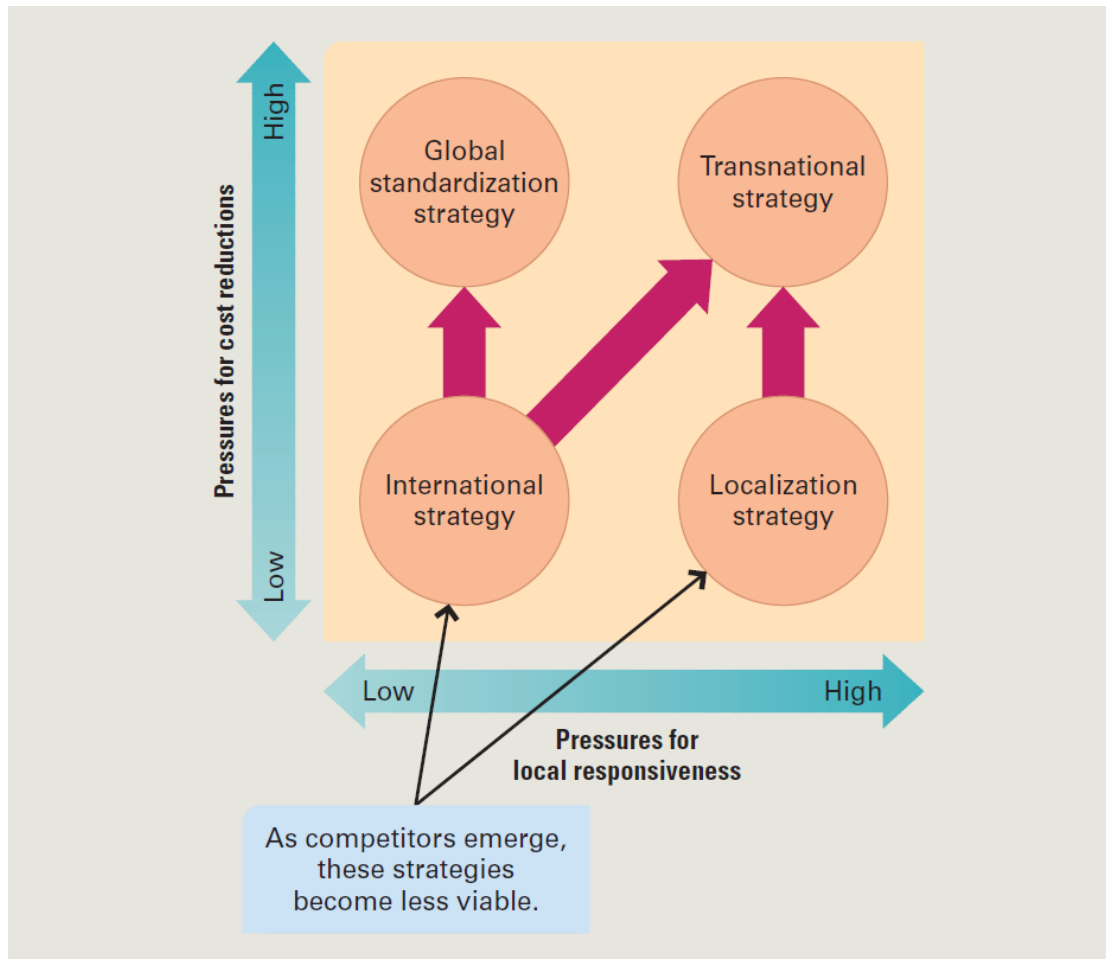 High
Pressures for cost reductions
Low
Global
standardization
strategy
Transnational
strategy
International
strategy
Localization
strategy
Low
High
Pressures for
local responsiveness
As competitors emerge,
these strategies
become less viable.